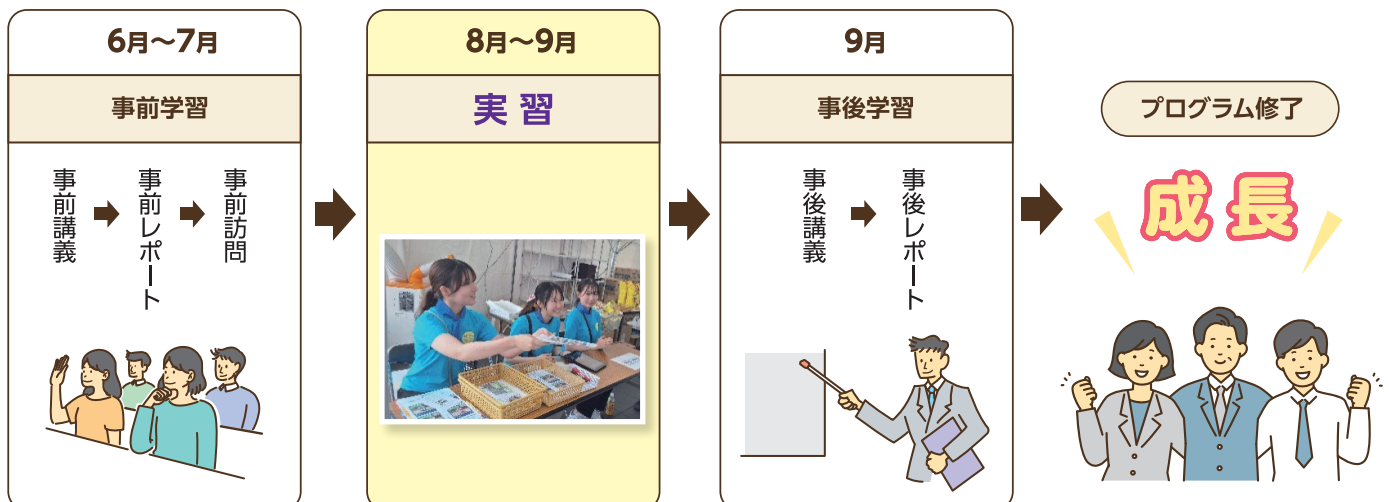 6月～7月
事前学習
事前講義
事前レポート
事前訪問
8月～9月
実習
9月
事後学習
事後講義
事後レポート
プログラム修了
成長